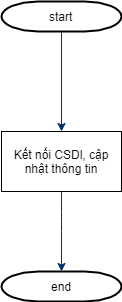 start
Kết nối CSDl, cập
nhật thông tin
end